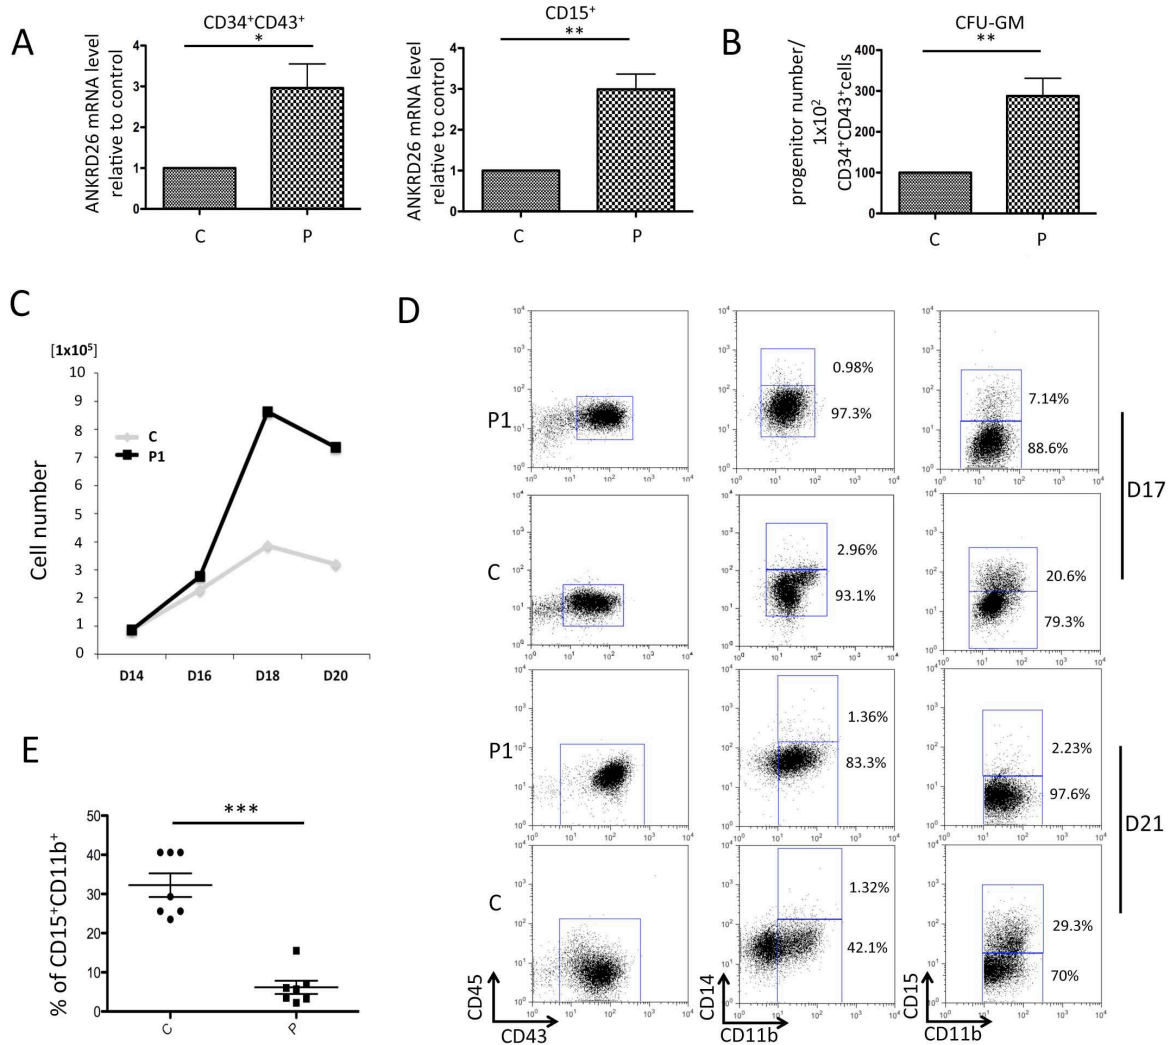 A
CD34⁺CD43⁺
*
ANKRD26 mRNA level
relative to control
4
3
2
1
0
C
P
CD15⁺
**
ANKRD26 mRNA level
relative to control
4
3
2
1
0
C
P
B
CFU-GM
**
progenitor number/
1x10²
CD34⁺CD43⁺cells
400
300
200
100
0
C
P
C
[1x10⁵]
Cell number
10
9
8
7
6
5
4
3
2
1
0
C
P1
D14
D16
D18
D20
D
P1
0.98%
97.3%
7.14%
88.6%
D17
C
2.96%
93.1%
20.6%
79.3%
P1
1.36%
83.3%
2.23%
97.6%
D21
C
1.32%
42.1%
29.3%
70%
CD45
CD43
CD14
CD11b
CD15
CD11b
E
***
% of CD15⁺CD11b⁺
50
40
30
20
10
0
C
P